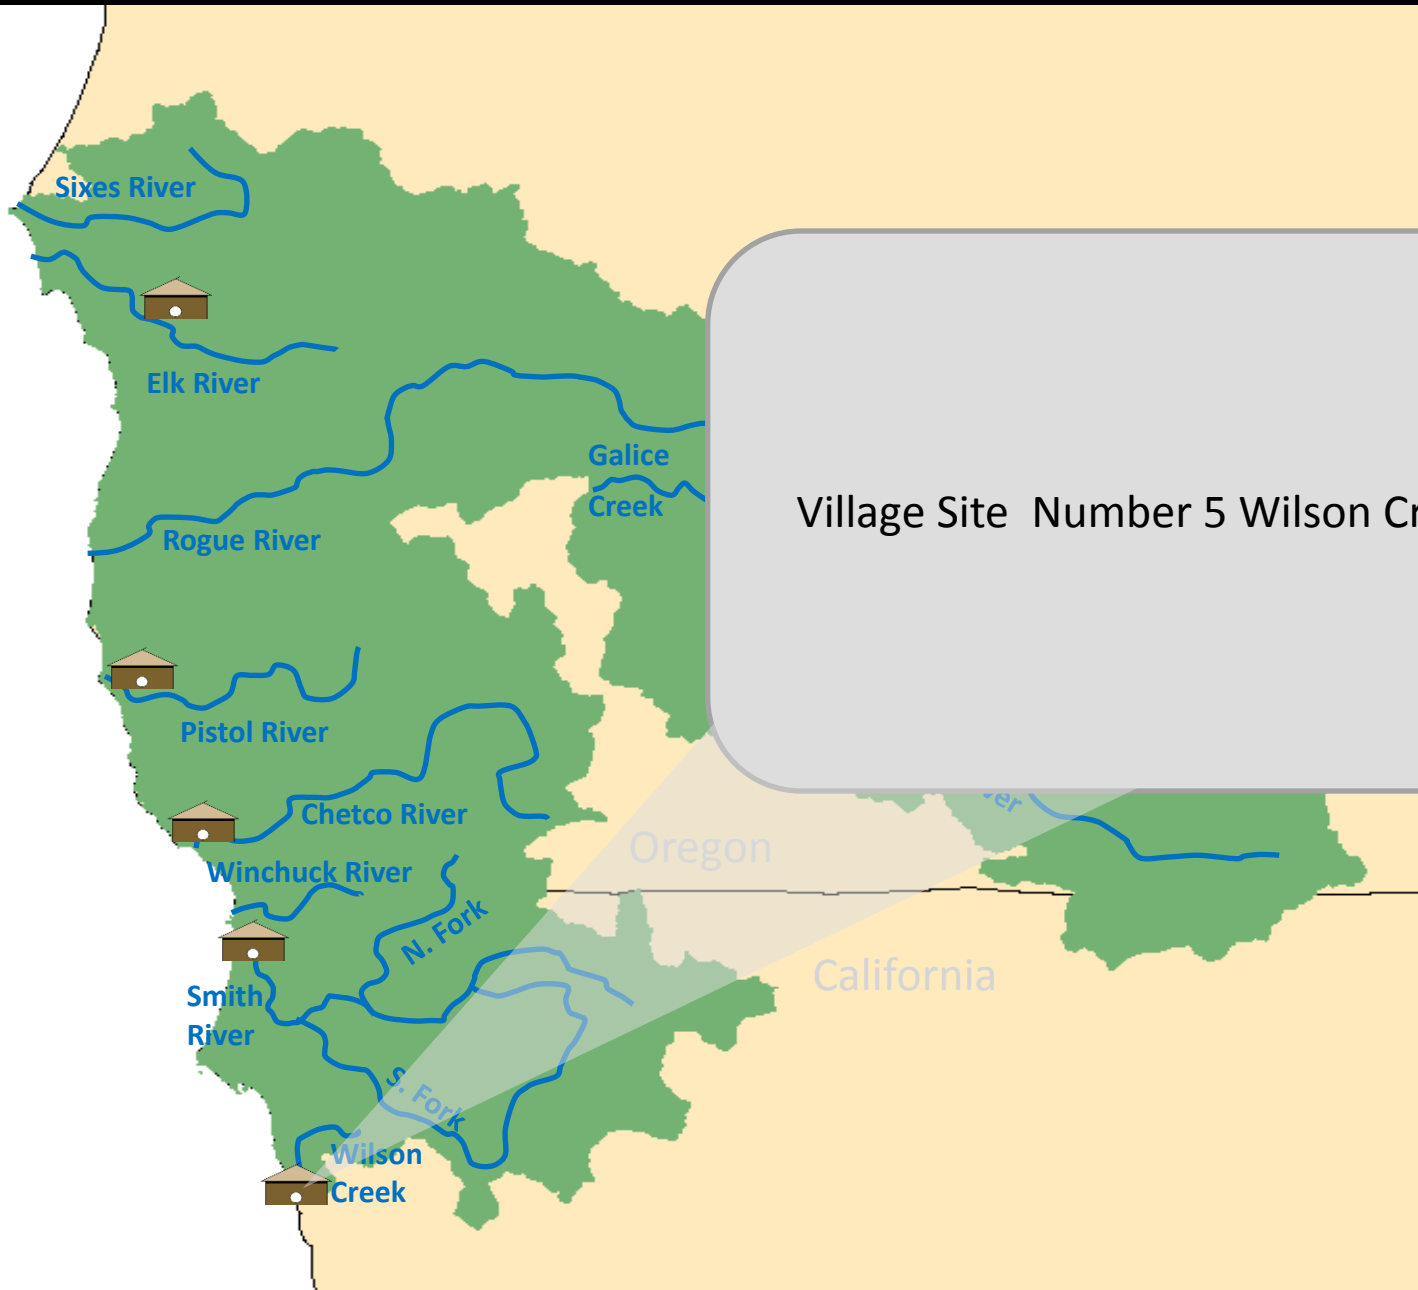 Sixes River
Elk River
Galice
Creek
Rogue River
Village Site  Number 5 Wilson
Pistol River
Chetco River
Oregon
Winchuck River
N. Fork
California
Smith
River
S. Fork
Wilson
Creek